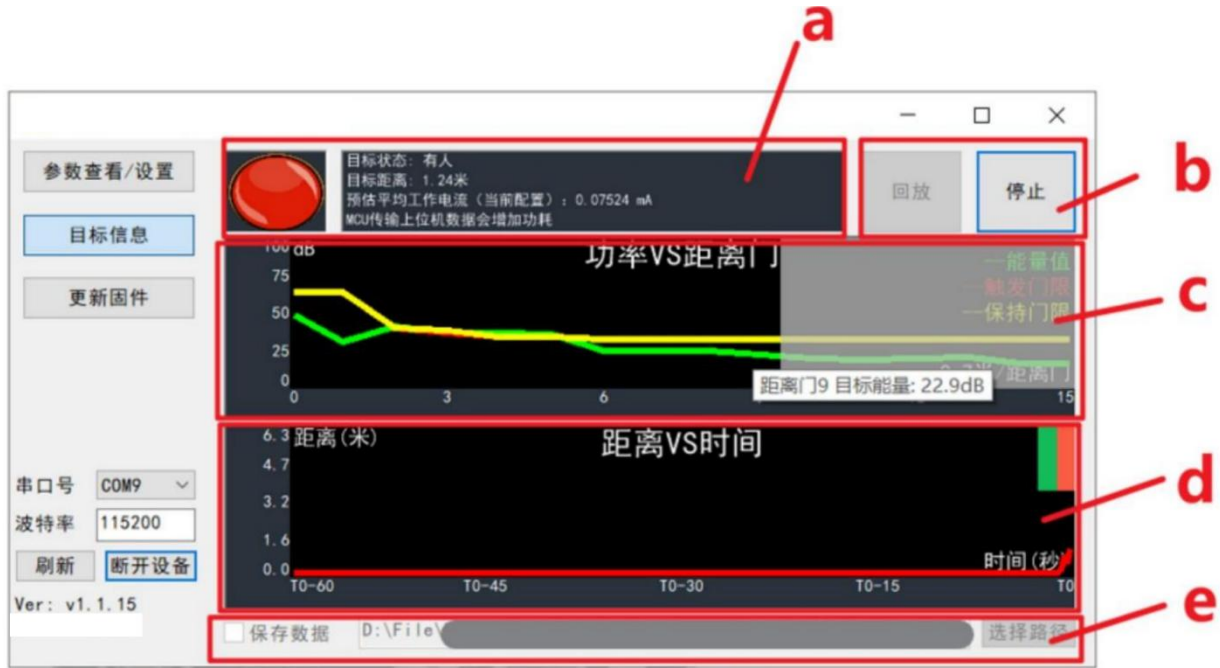 a
参数查看/设置
目标信息
更新固件
目标状态: 有人
目标距离: 1.24米
预估平均工作电流（当前配置）: 0.07524 mA
MCU传输上位机数据会增加功耗
回放
停止
b
100 dB
75
50
25
0
功率VS距离门
—能量值
—触发门限
—保持门限
距离门9 目标能量: 22.9dB
0.7米/距离门
0
3
6
15
c
距离(米)
距离VS时间
6.3
4.7
3.2
1.6
0.0
时间(秒)
T0-60
T0-45
T0-30
T0-15
T0
d
串口号 COM9
波特率 115200
刷新 断开设备
Ver: v1.1.15
保存数据 D:\File\
选择路径
e